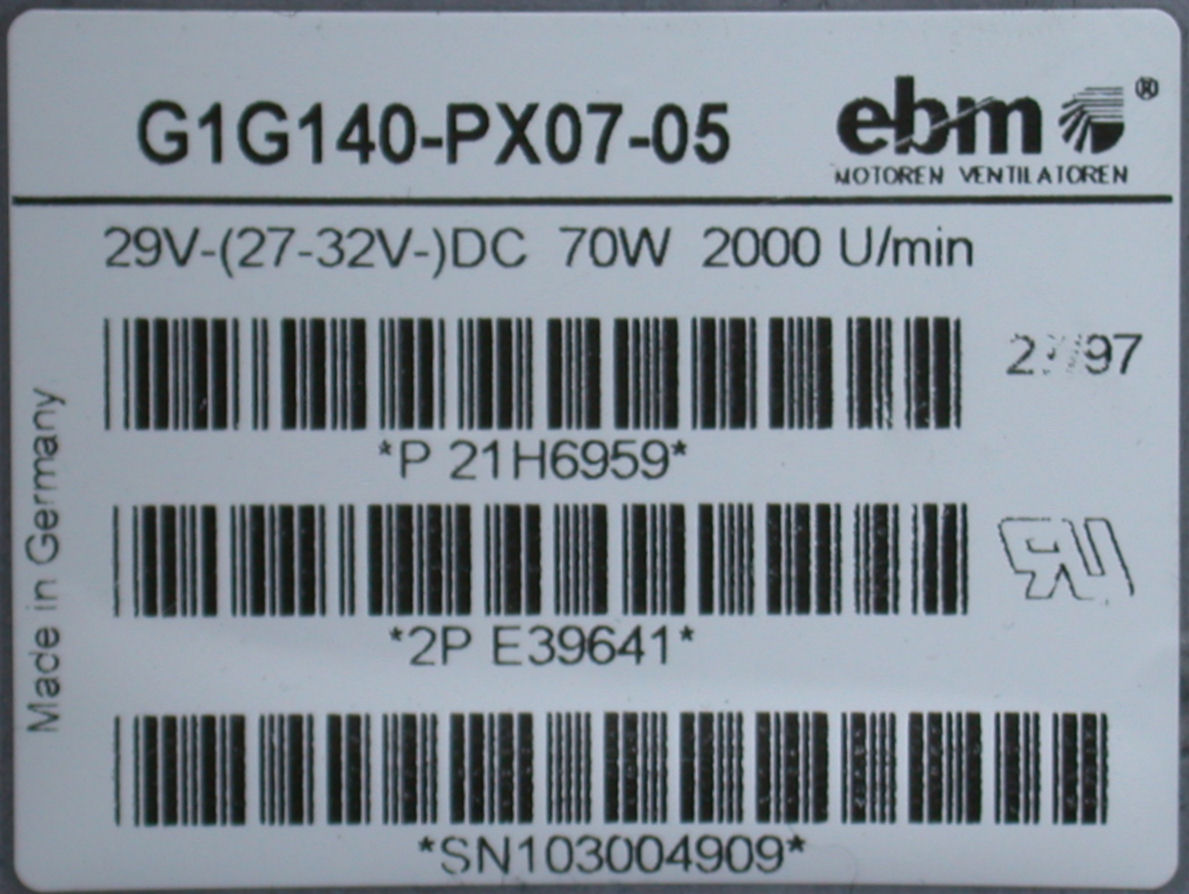 G1G140-PX07-05
ebm ®
MOTOREN VENTILATOREN
29V-(27-32V-)DC 70W 2000 U/min
*P 21H6959*
*2P E39641*
*SN103004909*
Made in Germany